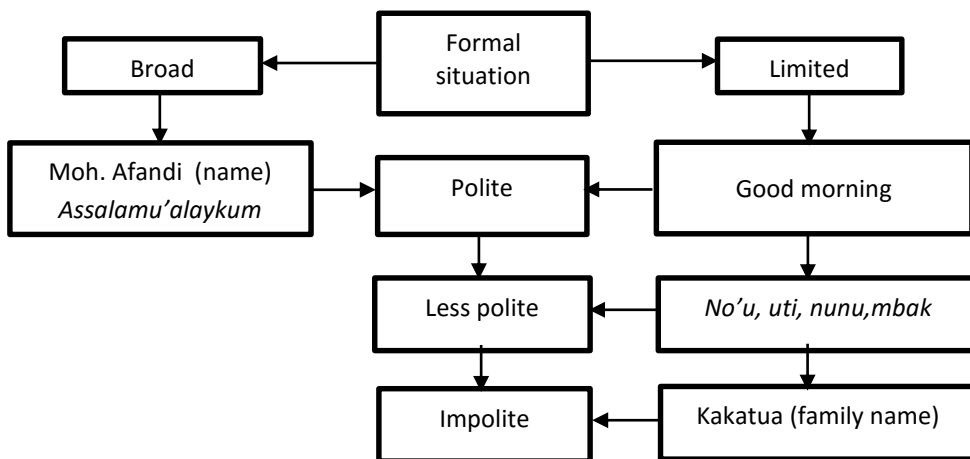 Formal
situation
Broad
Limited
Moh. Afandi (name)
Assalamu’alaykum
Polite
Good morning
Less polite
No’u, uti, nunu,mbak
Impolite
Kakatua (family name)